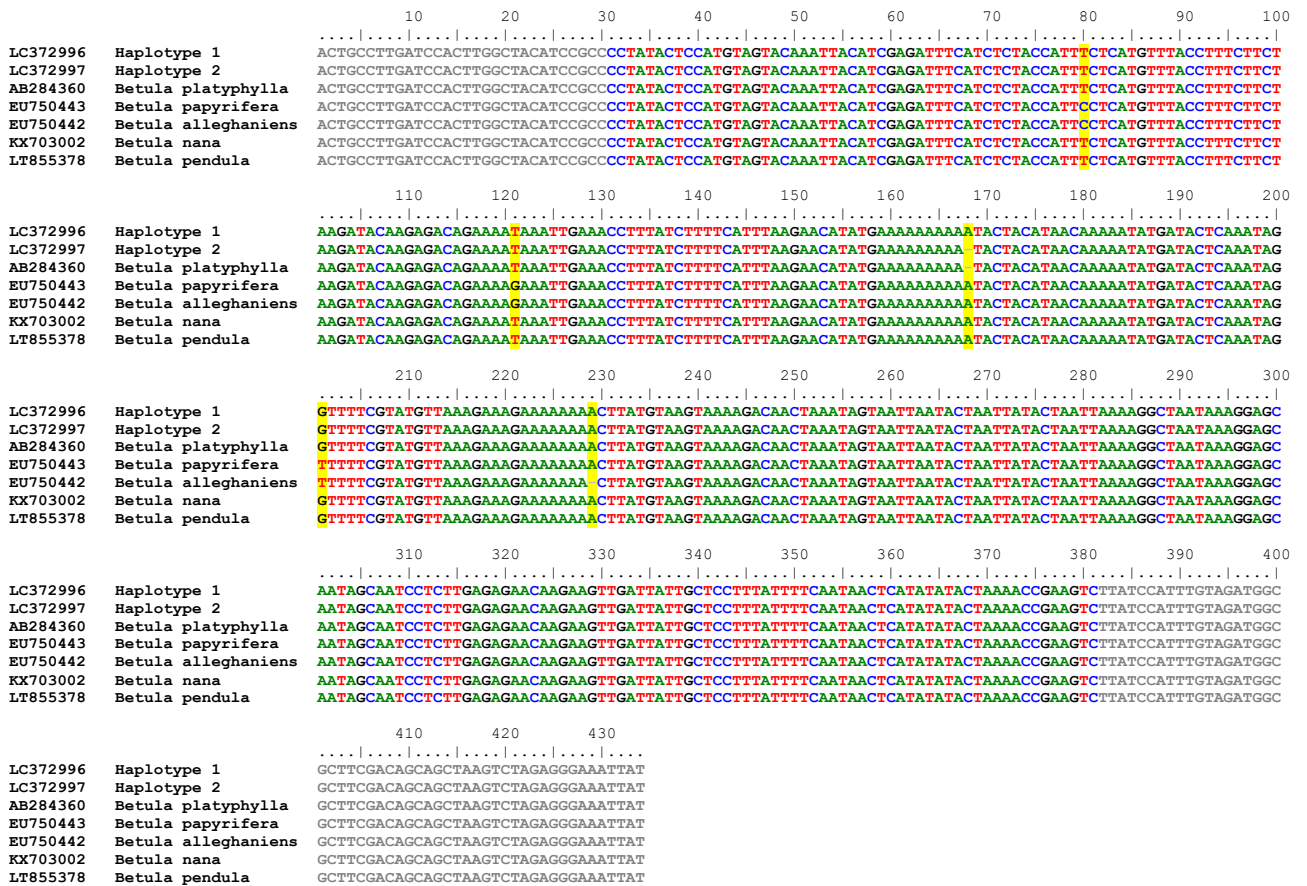 10 20 30 40 50 60 70 80 90 100
....|....|....|....|....|....|....|....|....|....|....|....|....|....|....|....|....|....|....|....|
LC372996 Haplotype 1 ACTGCCTTGATCCACTTGGCTACATCCGCCCCTATACTCCATGTAGTACAAATTACATCGAGATTTCATCTCTACCATTTCTCATGTTTACCTTTCTTCT
LC372997 Haplotype 2 ACTGCCTTGATCCACTTGGCTACATCCGCCCCTATACTCCATGTAGTACAAATTACATCGAGATTTCATCTCTACCATTTCTCATGTTTACCTTTCTTCT
AB284360 Betula platyphylla ACTGCCTTGATCCACTTGGCTACATCCGCCCCTATACTCCATGTAGTACAAATTACATCGAGATTTCATCTCTACCATTTCTCATGTTTACCTTTCTTCT
EU750443 Betula papyrifera ACTGCCTTGATCCACTTGGCTACATCCGCCCCTATACTCCATGTAGTACAAATTACATCGAGATTTCATCTCTACCATTCCTCATGTTTACCTTTCTTCT
EU750442 Betula alleghaniens ACTGCCTTGATCCACTTGGCTACATCCGCCCCTATACTCCATGTAGTACAAATTACATCGAGATTTCATCTCTACCATTCCTCATGTTTACCTTTCTTCT
KX703002 Betula nana ACTGCCTTGATCCACTTGGCTACATCCGCCCCTATACTCCATGTAGTACAAATTACATCGAGATTTCATCTCTACCATTTCTCATGTTTACCTTTCTTCT
LT855378 Betula pendula ACTGCCTTGATCCACTTGGCTACATCCGCCCCTATACTCCATGTAGTACAAATTACATCGAGATTTCATCTCTACCATTTCTCATGTTTACCTTTCTTCT
110 120 130 140 150 160 170 180 190 200
....|....|....|....|....|....|....|....|....|....|....|....|....|....|....|....|....|....|....|....|
LC372996 Haplotype 1 AAGATACAAGAGACAGAAAATAAATTGAAACCTTTATCTTTTCATTTAAGAACATATGAAAAAAAAAATACTACATAACAAAAATATGATACTCAAATAG
LC372997 Haplotype 2 AAGATACAAGAGACAGAAAATAAATTGAAACCTTTATCTTTTCATTTAAGAACATATGAAAAAAAAA-TACTACATAACAAAAATATGATACTCAAATAG
AB284360 Betula platyphylla AAGATACAAGAGACAGAAAATAAATTGAAACCTTTATCTTTTCATTTAAGAACATATGAAAAAAAAA-TACTACATAACAAAAATATGATACTCAAATAG
EU750443 Betula papyrifera AAGATACAAGAGACAGAAAAGAAATTGAAACCTTTATCTTTTCATTTAAGAACATATGAAAAAAAAAATACTACATAACAAAAATATGATACTCAAATAG
EU750442 Betula alleghaniens AAGATACAAGAGACAGAAAAGAAATTGAAACCTTTATCTTTTCATTTAAGAACATATGAAAAAAAAAATACTACATAACAAAAATATGATACTCAAATAG
KX703002 Betula nana AAGATACAAGAGACAGAAAATAAATTGAAACCTTTATCTTTTCATTTAAGAACATATGAAAAAAAAAATACTACATAACAAAAATATGATACTCAAATAG
LT855378 Betula pendula AAGATACAAGAGACAGAAAATAAATTGAAACCTTTATCTTTTCATTTAAGAACATATGAAAAAAAAAATACTACATAACAAAAATATGATACTCAAATAG
210 220 230 240 250 260 270 280 290 300
....|....|....|....|....|....|....|....|....|....|....|....|....|....|....|....|....|....|....|....|
LC372996 Haplotype 1 GTTTTCGTATGTTAAAGAAAGAAAAAAAACTTATGTAAGTAAAAGACAACTAAATAGTAATTAATACTAATTATACTAATTAAAAGGCTAATAAAGGAGC
LC372997 Haplotype 2 GTTTTCGTATGTTAAAGAAAGAAAAAAAACTTATGTAAGTAAAAGACAACTAAATAGTAATTAATACTAATTATACTAATTAAAAGGCTAATAAAGGAGC
AB284360 Betula platyphylla GTTTTCGTATGTTAAAGAAAGAAAAAAAACTTATGTAAGTAAAAGACAACTAAATAGTAATTAATACTAATTATACTAATTAAAAGGCTAATAAAGGAGC
EU750443 Betula papyrifera TTTTTCGTATGTTAAAGAAAGAAAAAAAACTTATGTAAGTAAAAGACAACTAAATAGTAATTAATACTAATTATACTAATTAAAAGGCTAATAAAGGAGC
EU750442 Betula alleghaniens TTTTTCGTATGTTAAAGAAAGAAAAAAA-CTTATGTAAGTAAAAGACAACTAAATAGTAATTAATACTAATTATACTAATTAAAAGGCTAATAAAGGAGC
KX703002 Betula nana GTTTTCGTATGTTAAAGAAAGAAAAAAAACTTATGTAAGTAAAAGACAACTAAATAGTAATTAATACTAATTATACTAATTAAAAGGCTAATAAAGGAGC
LT855378 Betula pendula GTTTTCGTATGTTAAAGAAAGAAAAAAAACTTATGTAAGTAAAAGACAACTAAATAGTAATTAATACTAATTATACTAATTAAAAGGCTAATAAAGGAGC
310 320 330 340 350 360 370 380 390 400
....|....|....|....|....|....|....|....|....|....|....|....|....|....|....|....|....|....|....|....|
LC372996 Haplotype 1 AATAGCAATCCTCTTGAGAGAACAAGAAGTTGATTATTGCTCCTTTATTTTCAATAACTCATATATACTAAAACCGAAGTCTTATCCATTTGTAGATGGC
LC372997 Haplotype 2 AATAGCAATCCTCTTGAGAGAACAAGAAGTTGATTATTGCTCCTTTATTTTCAATAACTCATATATACTAAAACCGAAGTCTTATCCATTTGTAGATGGC
AB284360 Betula platyphylla AATAGCAATCCTCTTGAGAGAACAAGAAGTTGATTATTGCTCCTTTATTTTCAATAACTCATATATACTAAAACCGAAGTCTTATCCATTTGTAGATGGC
EU750443 Betula papyrifera AATAGCAATCCTCTTGAGAGAACAAGAAGTTGATTATTGCTCCTTTATTTTCAATAACTCATATATACTAAAACCGAAGTCTTATCCATTTGTAGATGGC
EU750442 Betula alleghaniens AATAGCAATCCTCTTGAGAGAACAAGAAGTTGATTATTGCTCCTTTATTTTCAATAACTCATATATACTAAAACCGAAGTCTTATCCATTTGTAGATGGC
KX703002 Betula nana AATAGCAATCCTCTTGAGAGAACAAGAAGTTGATTATTGCTCCTTTATTTTCAATAACTCATATATACTAAAACCGAAGTCTTATCCATTTGTAGATGGC
LT855378 Betula pendula AATAGCAATCCTCTTGAGAGAACAAGAAGTTGATTATTGCTCCTTTATTTTCAATAACTCATATATACTAAAACCGAAGTCTTATCCATTTGTAGATGGC
410 420 430
....|....|....|....|....|....|....
LC372996 Haplotype 1 GCTTCGACAGCAGCTAAGTCTAGAGGGAAATTAT
LC372997 Haplotype 2 GCTTCGACAGCAGCTAAGTCTAGAGGGAAATTAT
AB284360 Betula platyphylla GCTTCGACAGCAGCTAAGTCTAGAGGGAAATTAT
EU750443 Betula papyrifera GCTTCGACAGCAGCTAAGTCTAGAGGGAAATTAT
EU750442 Betula alleghaniens GCTTCGACAGCAGCTAAGTCTAGAGGGAAATTAT
KX703002 Betula nana GCTTCGACAGCAGCTAAGTCTAGAGGGAAATTAT
LT855378 Betula pendula GCTTCGACAGCAGCTAAGTCTAGAGGGAAATTAT